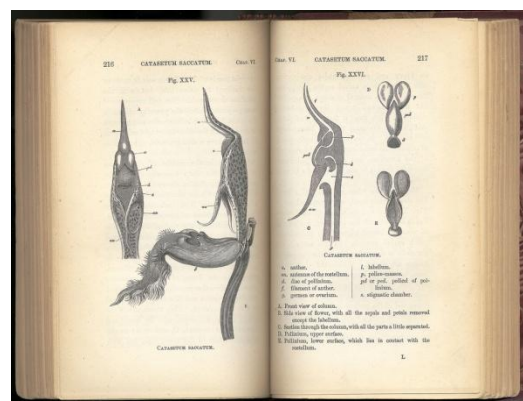 216 CATASETUM SACCATUM. CHAP. VI.
Fig. XXV.
A
CATASETUM SACCATUM.
CHAP. VI. CATASETUM SACCATUM. 217
Fig. XXVI.
D
E
CATASETUM SACCATUM.
a. anther.
an. antennæ of the rostellum.
d. disc of pollinium.
f. filament of anther.
g. germen or ovarium.
l. labellum.
p. pollen-masses.
pd or ped. pedicel of pol-
linium.
s. stigmatic chamber.
A. Front view of column.
B. Side view of flower, with all the sepals and petals removed
except the labellum.
C. Section through the column, with all the parts a little separated.
D. Pollinium, upper surface.
E. Pollinium, lower surface, which lies in contact with the
rostellum.
L